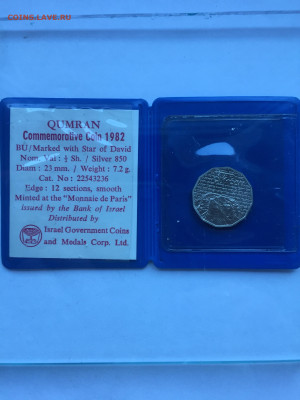 COINS.LAVE.RU
QUMRAN
Commemorative Coin 1982
BU/Marked with Star of David
Nom. Val: ½ Sh. / Silver 850
Diam: 23 mm. / Weight: 7.2 g.
Cat. No: 22543236
Edge: 12 sections, smooth
Minted at the "Monnaie de Paris"
issued by the Bank of Israel
Distributed by
Israel Government Coins
and Medals Corp. Ltd.